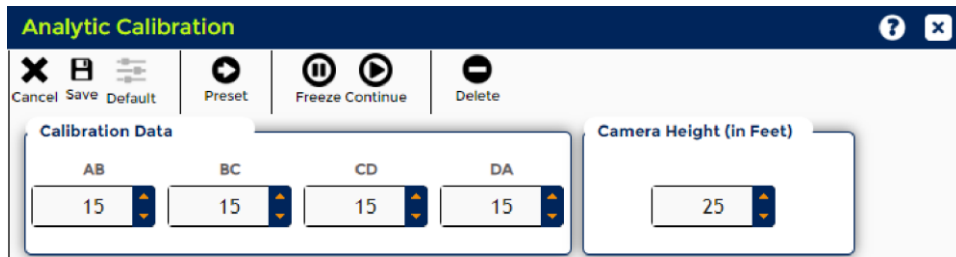 Analytic Calibration
Cancel Save Default Preset Freeze Continue Delete
Calibration Data Camera Height (in Feet)
AB BC CD DA
15 15 15 15 25